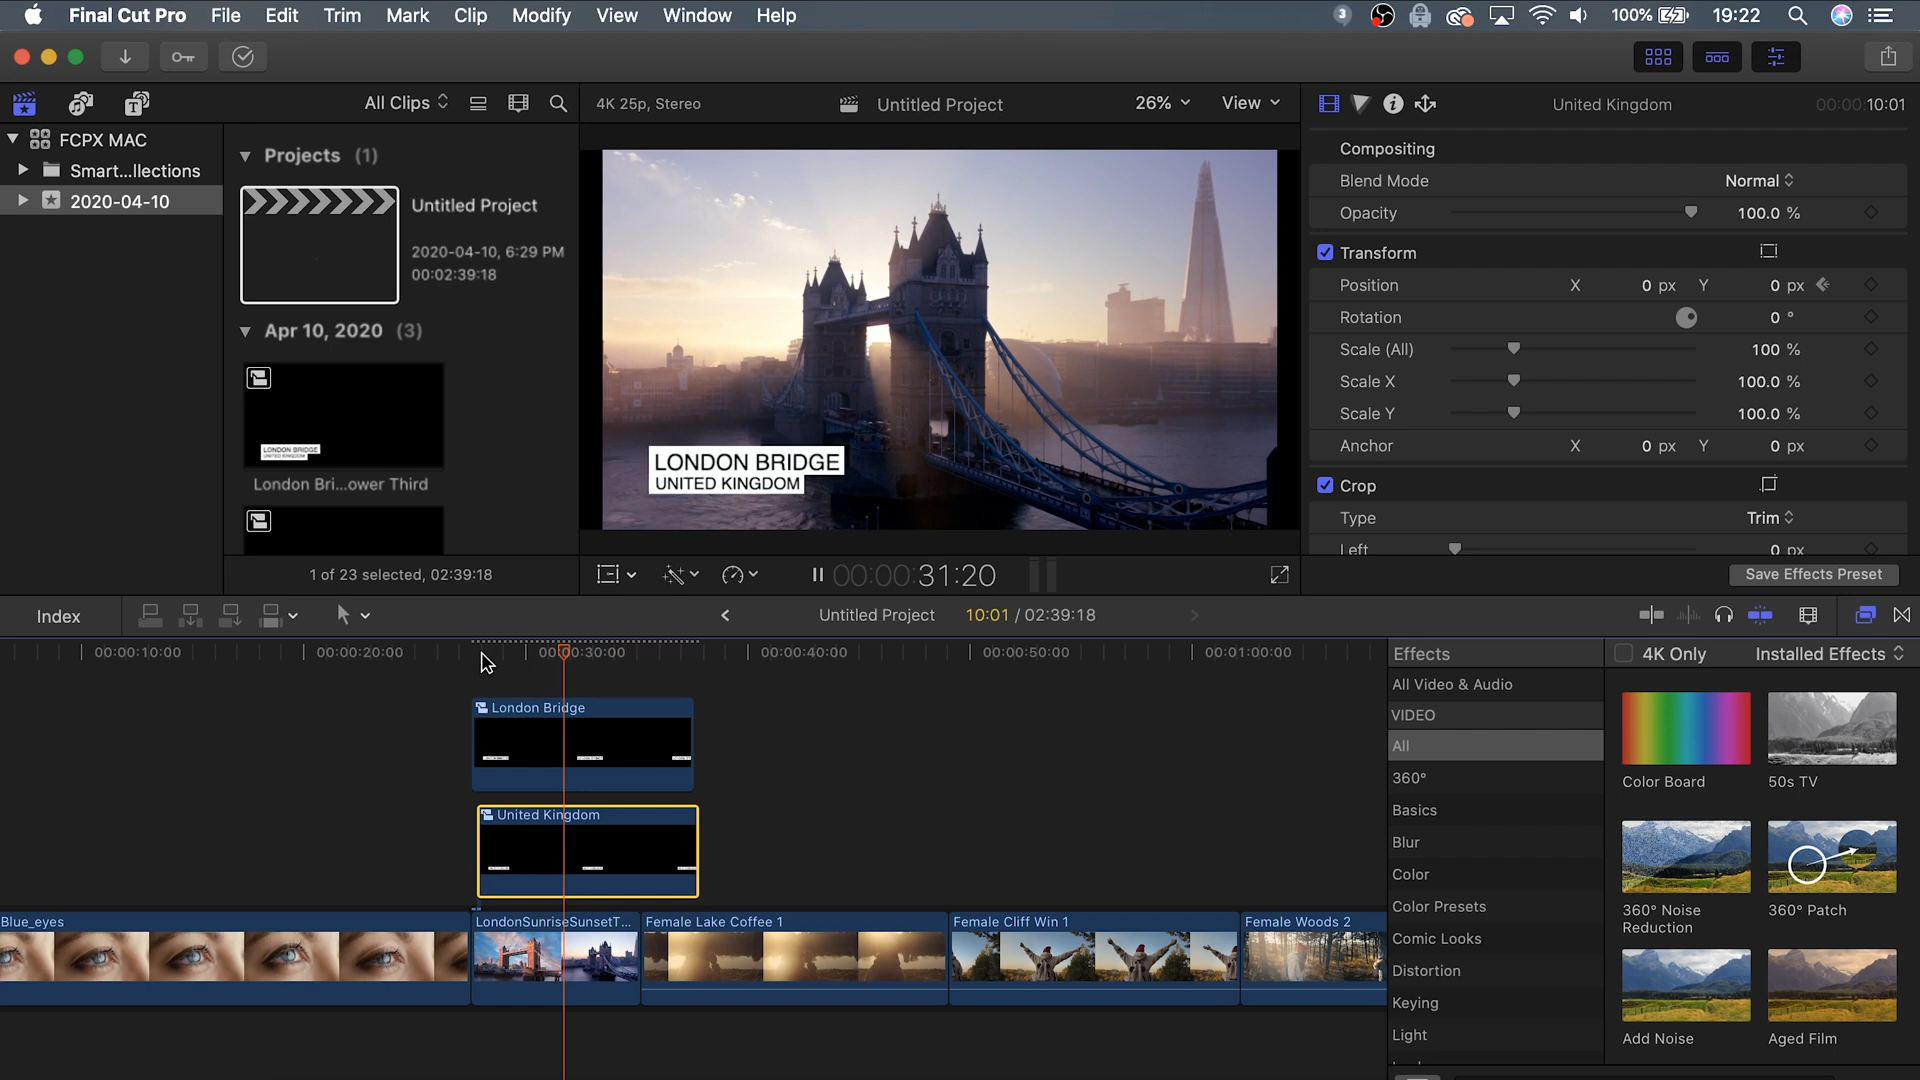 Final Cut Pro File Edit Trim Mark Clip Modify View Window Help
3 100% 19:22
All Clips
4K 25p, Stereo
Untitled Project
26%
View
United Kingdom
00:00:10:01
FCPX MAC
Smart...llections
2020-04-10
Projects (1)
Untitled Project
2020-04-10, 6:29 PM
00:02:39:18
Apr 10, 2020 (3)
LONDON BRIDGE
UNITED KINGDOM
London Bri...ower Third
1 of 23 selected, 02:39:18
LONDON BRIDGE
UNITED KINGDOM
00:00:31:20
Compositing
Blend Mode Normal
Opacity 100.0 %
Transform
Position X 0 px Y 0 px
Rotation 0 °
Scale (All) 100 %
Scale X 100.0 %
Scale Y 100.0 %
Anchor X 0 px Y 0 px
Crop
Type Trim
Left 0 px
Save Effects Preset
Index
Untitled Project 10:01 / 02:39:18
00:00:10:00 00:00:20:00 00:00:30:00 00:00:40:00 00:00:50:00 00:01:00:00
London Bridge
United Kingdom
Blue_eyes
LondonSunriseSunsetT...
Female Lake Coffee 1
Female Cliff Win 1
Female Woods 2
Effects
4K Only
Installed Effects
All Video & Audio
VIDEO
All
360°
Basics
Blur
Color
Color Presets
Comic Looks
Distortion
Keying
Light
Color Board
50s TV
360° Noise
Reduction
360° Patch
Add Noise
Aged Film